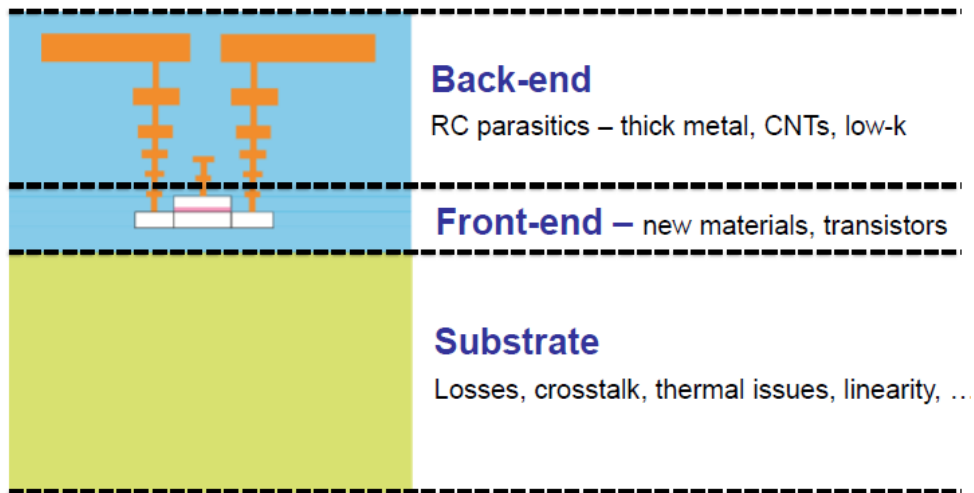 Back-end
RC parasitics – thick metal, CNTs, low-k
Front-end – new materials, transistors
Substrate
Losses, crosstalk, thermal issues, linearity, …